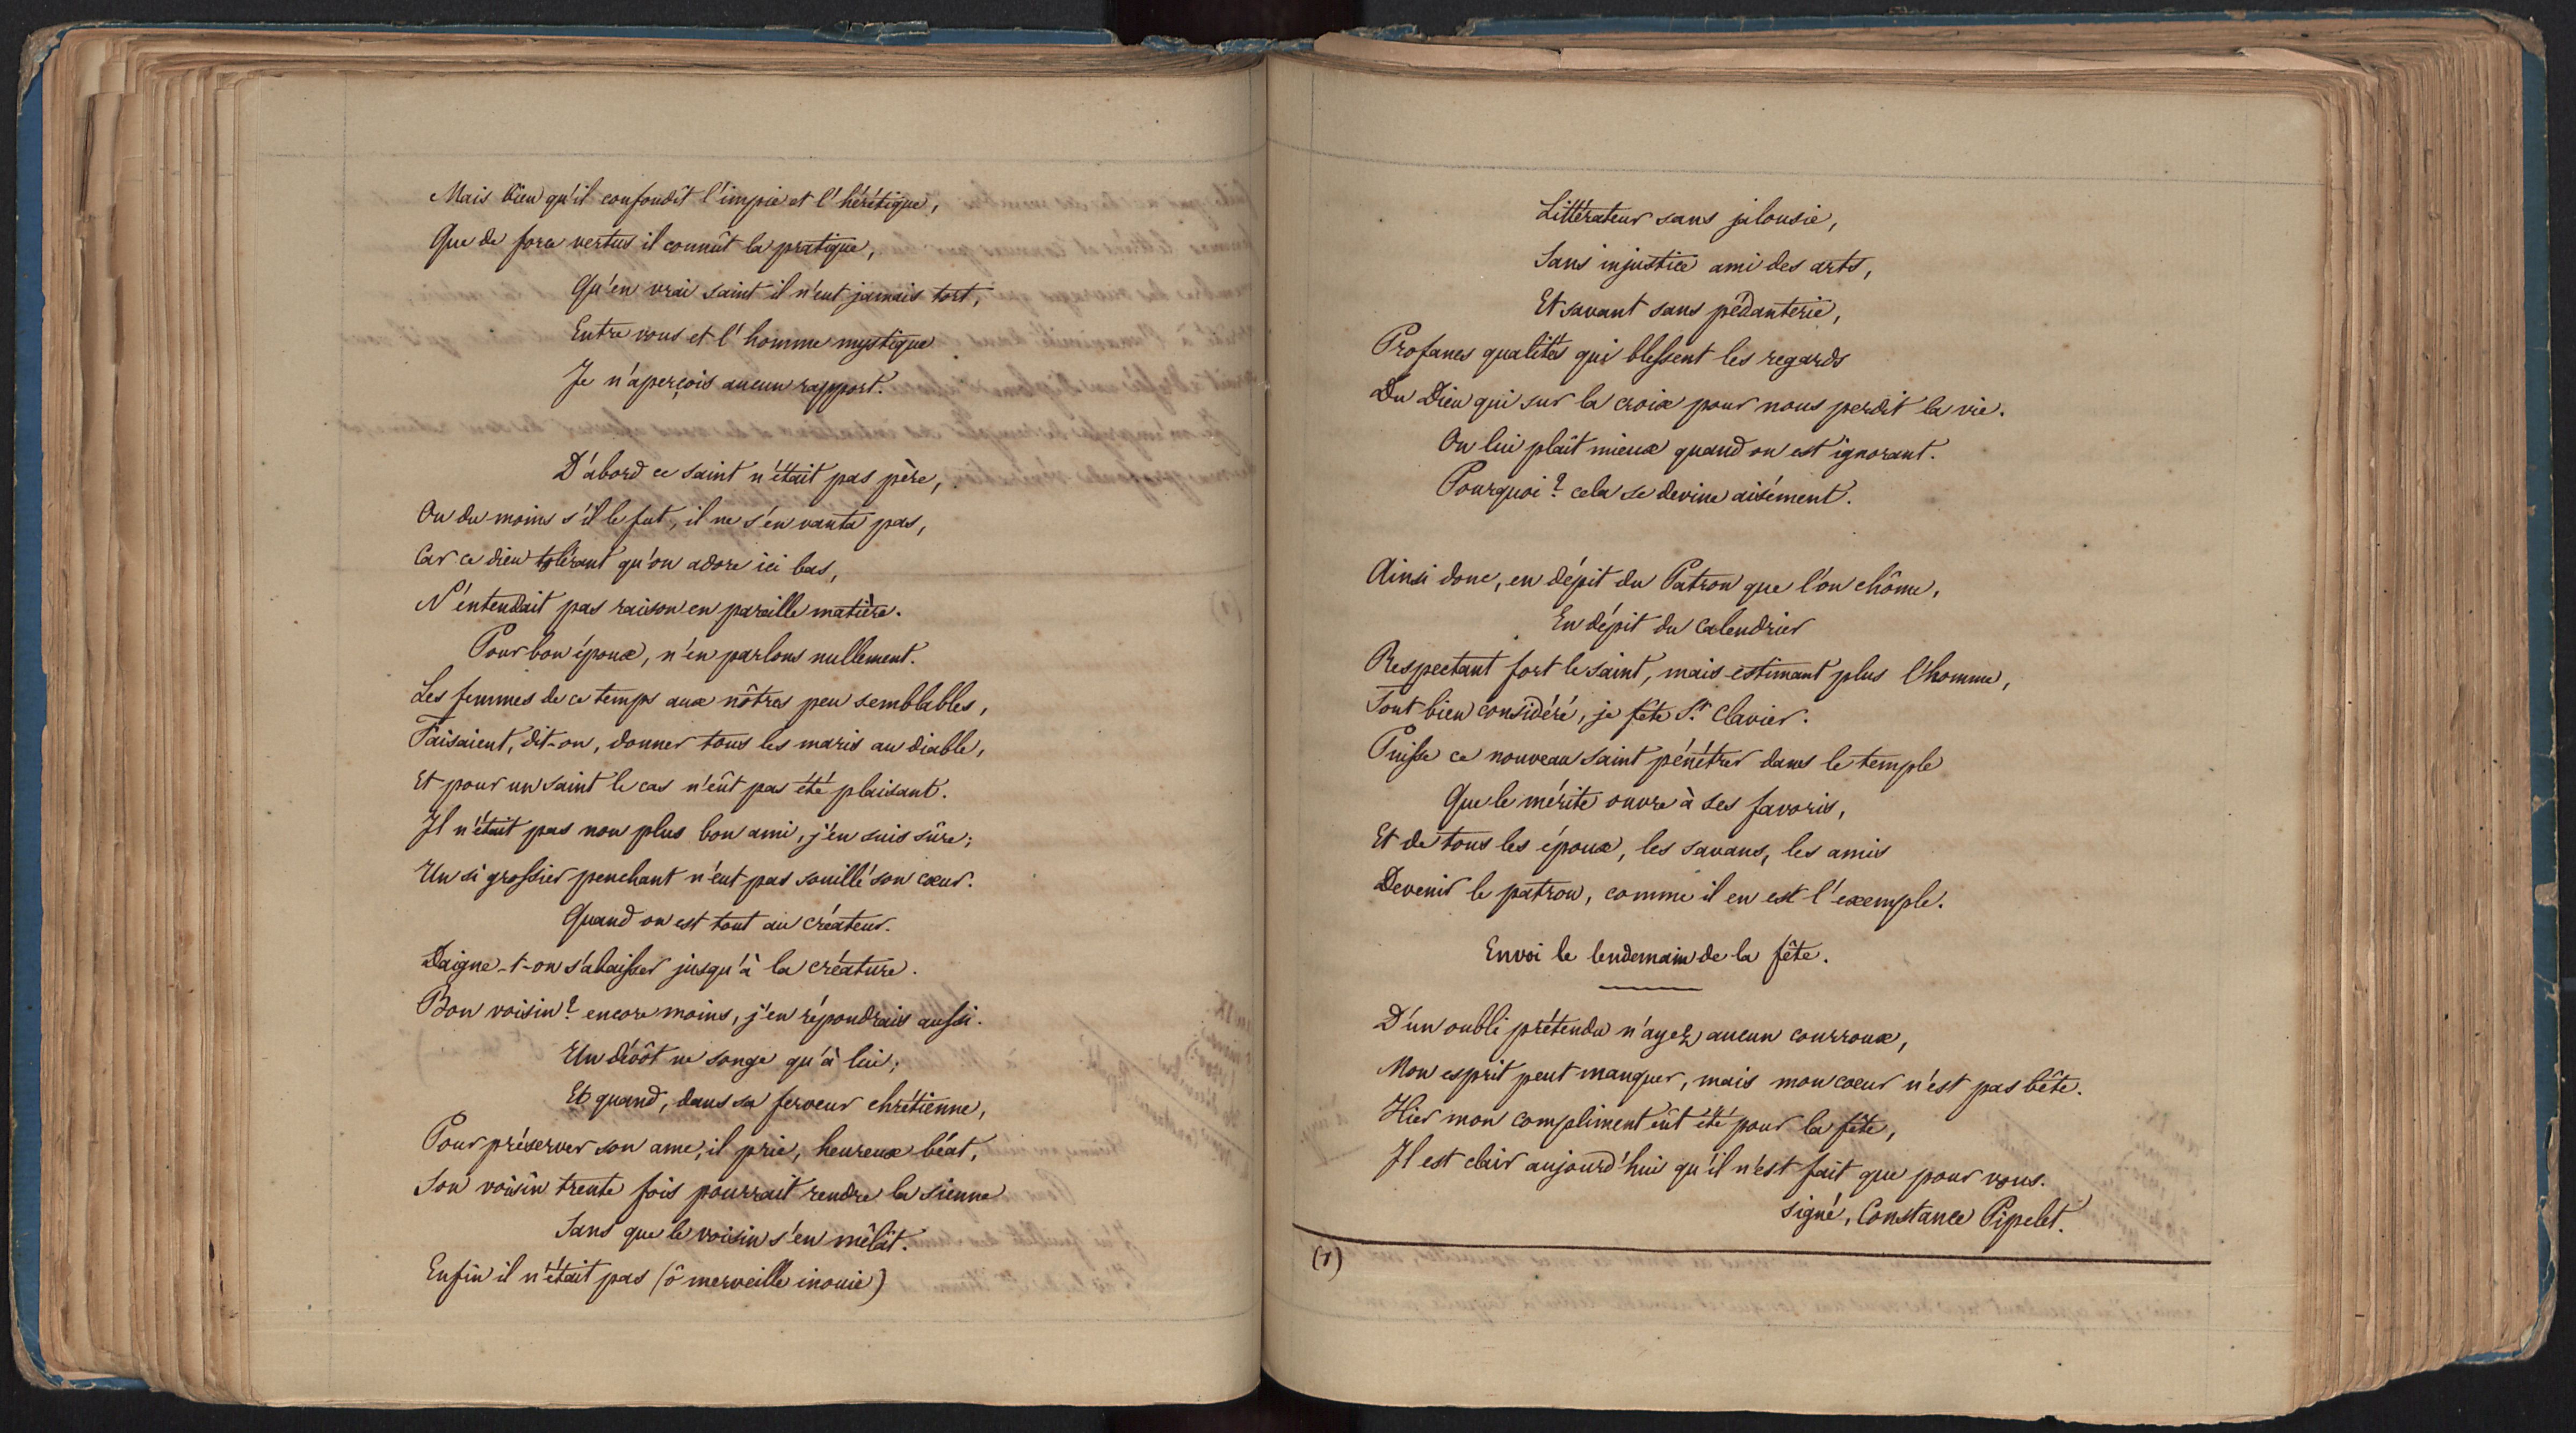 Mais bien qu'il confondît l'impie et l'hérétique,
Que de force vertus il connût la pratique,
Qu'en vrai saint il n'eut jamais tort,
Entre vous et l'homme mystique
Je n'aperçois aucun rapport.
D'abord ce saint n'était pas père,
Ou du moins s'il le fut, il ne s'en vanta pas,
Car ce dieu tolérant qu'on adore ici bas,
N'entendait pas raison en pareille matière.
Pour bon époux, n'en parlons nullement.
Les femmes de ce temps aux nôtres peu semblables,
Faisaient, dit-on, donner tous les maris au diable,
Et pour un saint le cas n'eût pas été plaisant.
Il n'était pas non plus bon ami, j'en suis sûre;
Un si grossier penchant n'eut pas souillé son cœur.
Quand on est tout au créateur.
Daigne-t-on s'abaisser jusqu'à la créature.
Bon voisin? encore moins, j'en répondrais aussi.
Un dévôt ne songe qu'à lui;
Et quand, dans sa ferveur chrétienne,
Pour préserver son ame, il prie, heureux béat,
Son voisin trente fois pourrait rendre la sienne
Sans que le voisin s'en mêlât.
Enfin il n'était pas (ô merveille inouie)
Littérateur sans jalousie,
Sans injustice ami des arts,
Et savant sans pédanterie,
Profanes qualités qui blessent les regards
Du Dieu qui sur la croix pour nous perdit la vie.
On lui plaît mieux quand on est ignorant.
Pourquoi? cela se devine aisément.
Ainsi donc, en dépit du Patron que l'on chôme,
En dépit du calendrier
Respectant fort le saint, mais estimant plus l'homme,
Tout bien considéré, je fête St. Clavier.
Puisse ce nouveau saint pénétrer dans le temple
Que le mérite ouvre à ses favoris,
Et de tous les époux, les savans, les amis
Devenir le patron, comme il en est l'exemple.
Envoi le lendemain de la fête.
D'un oubli prétendu n'ayez aucun courroux,
Mon esprit peut manquer, mais mon coeur n'est pas bête.
Hier mon compliment eût été pour la fête,
Il est clair aujourd'hui qu'il n'est fait que pour vous.
signé, Constance Pipelet.
(1)